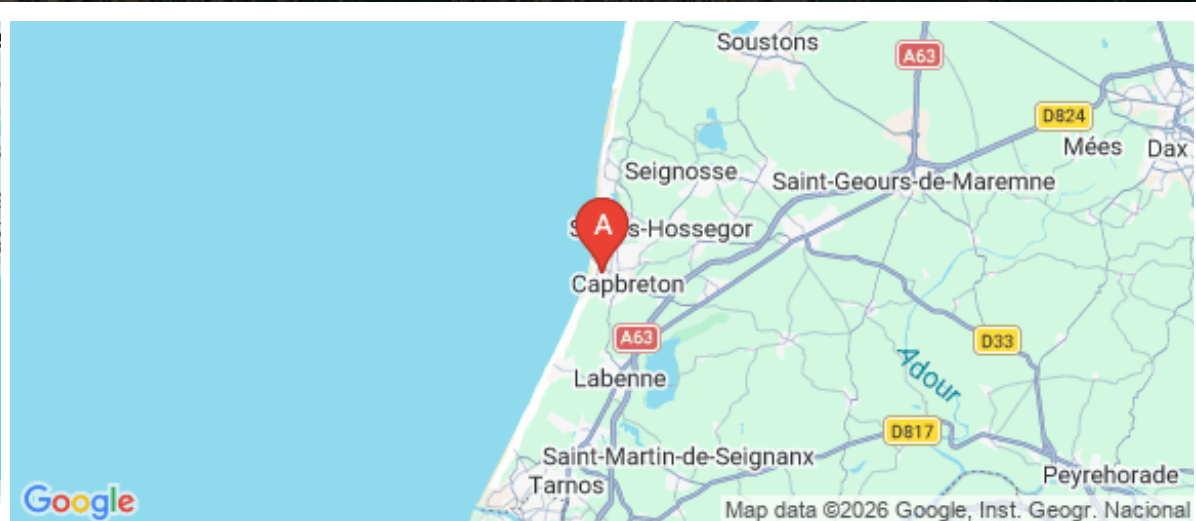 Soustons
A63
D824
Mées
Dax
Seignosse
Saint-Geours-de-Maremne
A
s-Hossegor
Capbreton
A63
D33
Labenne
Adour
D817
Saint-Martin-de-Seignanx
Peyrehorade
Tarnos
Google
Map data ©2026 Google, Inst. Geogr. Nacional